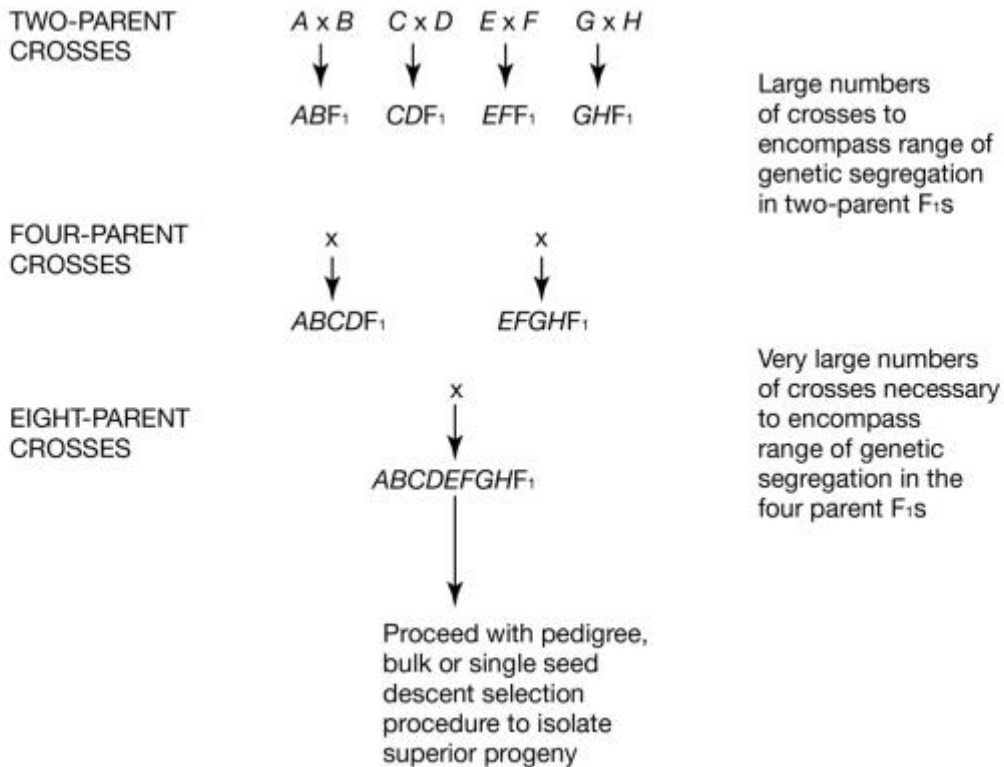 TWO-PARENT
CROSSES
A x B
C x D
E x F
G x H
ABF₁
CDF₁
EFF₁
GHF₁
Large numbers
of crosses to
encompass range of
genetic segregation
in two-parent F₁s
FOUR-PARENT
CROSSES
x
x
ABCDF₁
EFGHF₁
Very large numbers
of crosses necessary
to encompass
range of genetic
segregation in the
four parent F₁s
EIGHT-PARENT
CROSSES
x
ABCDEFGHF₁
Proceed with pedigree,
bulk or single seed
descent selection
procedure to isolate
superior progeny